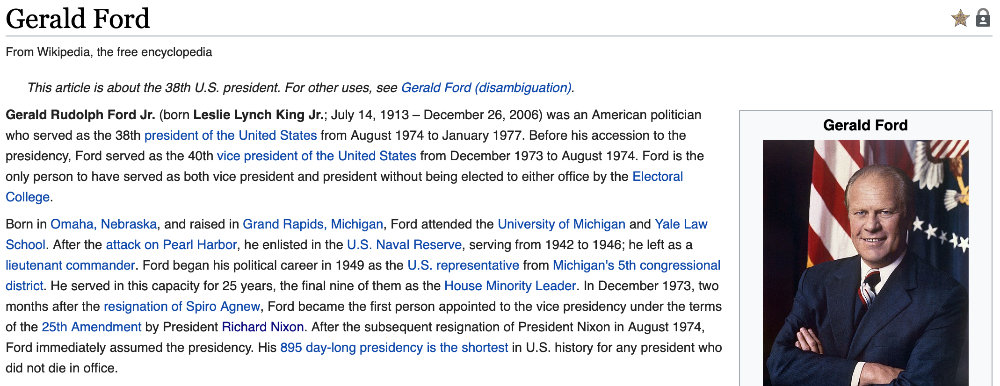 Gerald Ford
From Wikipedia, the free encyclopedia
This article is about the 38th U.S. president. For other uses, see Gerald Ford (disambiguation).
Gerald Rudolph Ford Jr. (born Leslie Lynch King Jr.; July 14, 1913 – December 26, 2006) was an American politician
who served as the 38th president of the United States from August 1974 to January 1977. Before his accession to the
presidency, Ford served as the 40th vice president of the United States from December 1973 to August 1974. Ford is the
only person to have served as both vice president and president without being elected to either office by the Electoral
College.
Born in Omaha, Nebraska, and raised in Grand Rapids, Michigan, Ford attended the University of Michigan and Yale Law
School. After the attack on Pearl Harbor, he enlisted in the U.S. Naval Reserve, serving from 1942 to 1946; he left as a
lieutenant commander. Ford began his political career in 1949 as the U.S. representative from Michigan's 5th congressional
district. He served in this capacity for 25 years, the final nine of them as the House Minority Leader. In December 1973, two
months after the resignation of Spiro Agnew, Ford became the first person appointed to the vice presidency under the terms
of the 25th Amendment by President Richard Nixon. After the subsequent resignation of President Nixon in August 1974,
Ford immediately assumed the presidency. His 895 day-long presidency is the shortest in U.S. history for any president who
did not die in office.
Gerald Ford